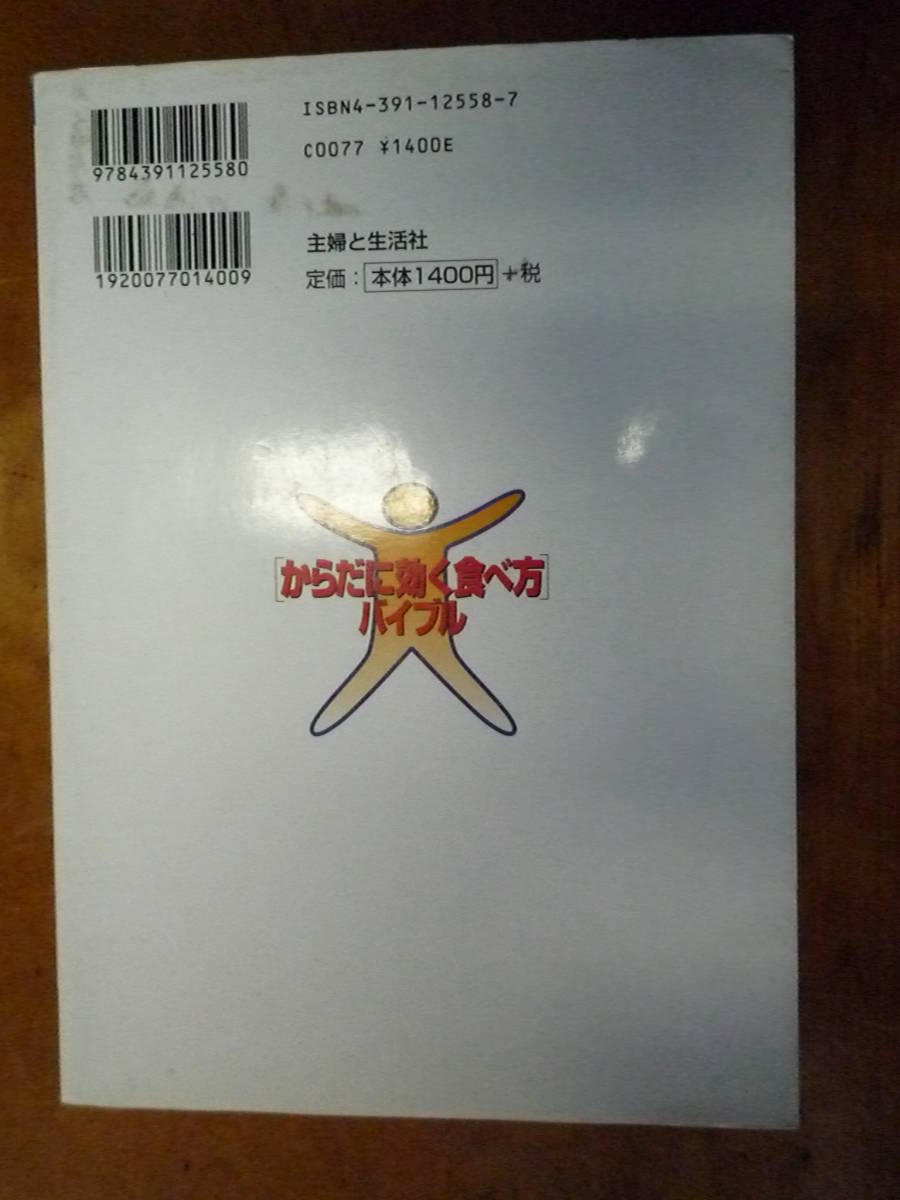 ISBN4-391-12558-7
9784391125580
C0077 ¥1400E
1920077014009
主婦と生活社
定価：本体1400円+税
[からだに効く食べ方]
バイブル